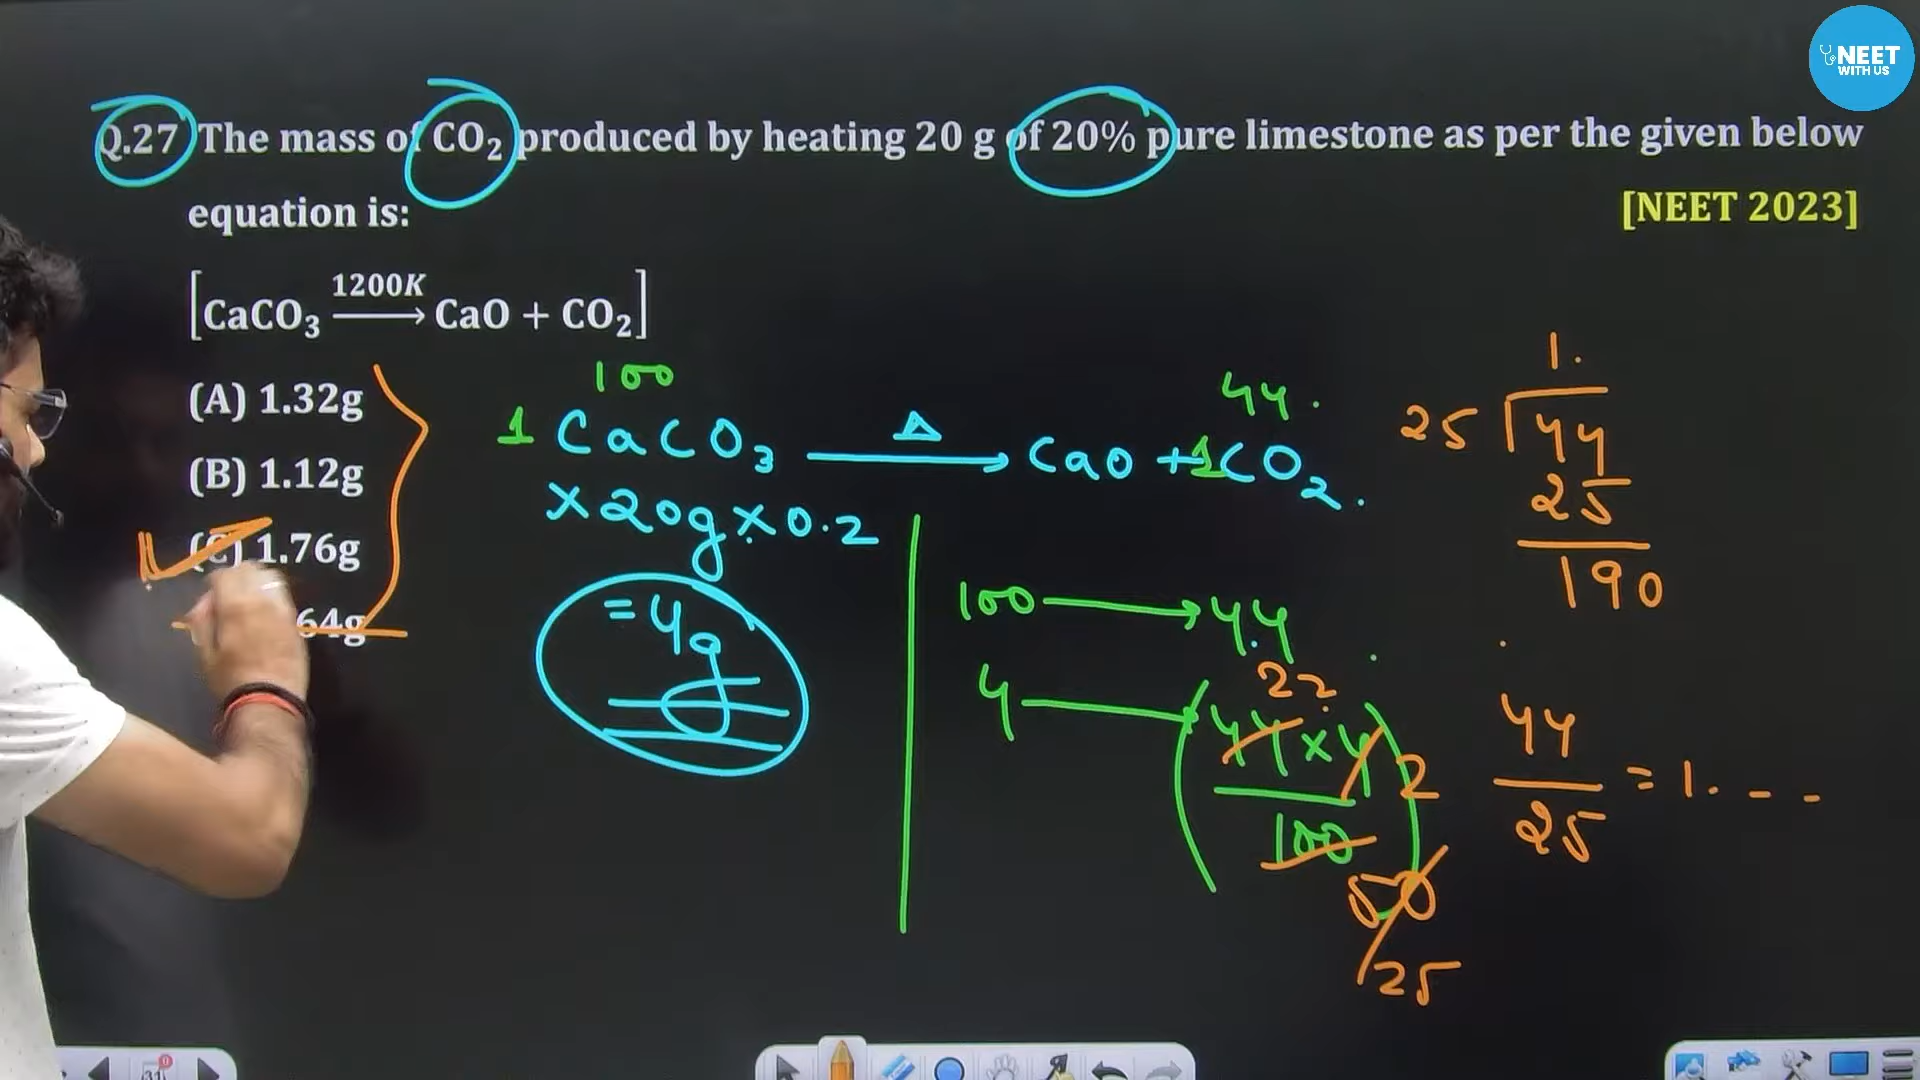 NEET
WITH US
Q.27 The mass of CO₂ produced by heating 20 g of 20% pure limestone as per the given below
equation is:
[NEET 2023]
[CaCO₃ —1200K→ CaO + CO₂]
(A) 1.32g
(B) 1.12g
(C) 1.76g
64g
100
44.
1 CaCO₃ —Δ→ CaO + 1CO₂.
×20g×0.2
= 4g
100 → 44
4 → (44×4
100)
22
2
50
25
1.
25 44
25
190
44
25 = 1. - -